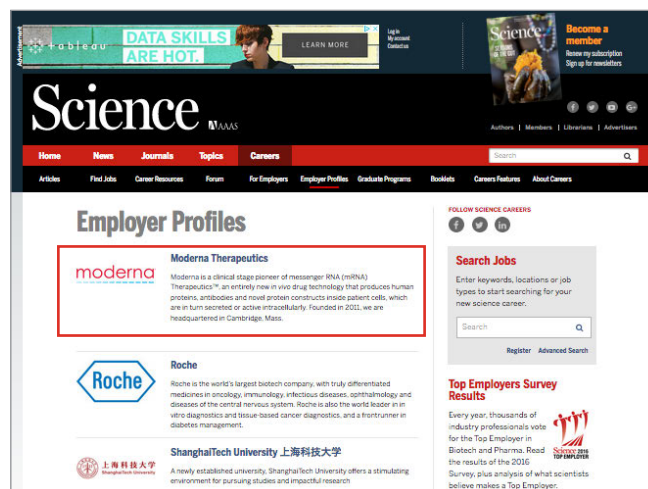 Advertisement
tableau
DATA SKILLS
ARE HOT.
LEARN MORE
Log in
My account
Contact us
Science
Become a
member
Renew my subscription
Sign up for newsletters
Science
AAAS
Authors | Members | Librarians | Advertisers
Home News Journals Topics Careers
Search
Articles Find Jobs Career Resources Forum For Employers Employer Profiles Graduate Programs Booklets Careers Features About Careers
Employer Profiles
moderna
Moderna Therapeutics
Moderna is a clinical stage pioneer of messenger RNA (mRNA)
Therapeutics™, an entirely new in vivo drug technology that produces human
proteins, antibodies and novel protein constructs inside patient cells, which
are in turn secreted or active intracellularly. Founded in 2011, we are
headquartered in Cambridge, Mass.
Roche
Roche
Roche is the world's largest biotech company, with truly differentiated
medicines in oncology, immunology, infectious diseases, ophthalmology and
diseases of the central nervous system. Roche is also the world leader in in
vitro diagnostics and tissue-based cancer diagnostics, and a frontrunner in
diabetes management.
上海科技大学
ShanghaiTech University
ShanghaiTech University 上海科技大学
A newly established university, ShanghaiTech University offers a stimulating
environment for pursuing studies and impactful research
FOLLOW SCIENCE CAREERS
Search Jobs
Enter keywords, locations or job
types to start searching for your
new science career.
Search
Register Advanced Search
Top Employers Survey
Results
Every year, thousands of
industry professionals vote
for the Top Employer in
Biotech and Pharma. Read
the results of the 2016
Survey, plus analysis of what scientists
believe makes a Top Employer.
Science 2016
TOP EMPLOYER